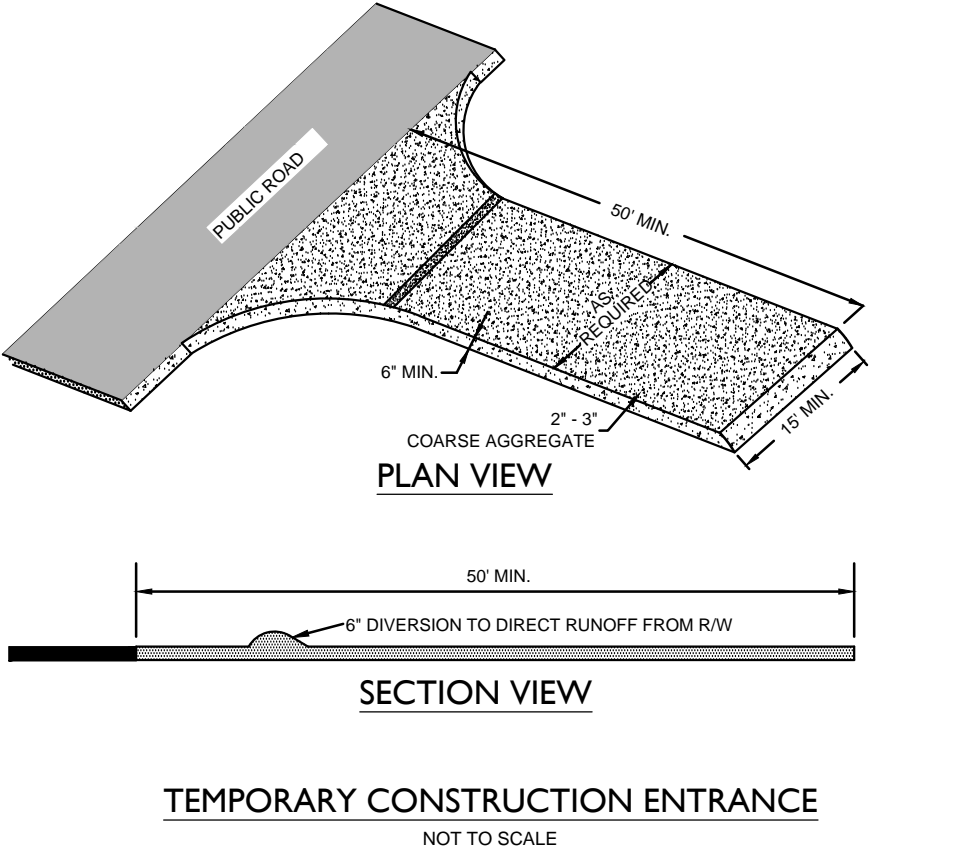 PUBLIC ROAD
50' MIN.
AS
REQUIRED
6" MIN.
2" - 3"
COARSE AGGREGATE
15' MIN.
PLAN VIEW
50' MIN.
6" DIVERSION TO DIRECT RUNOFF FROM R/W
SECTION VIEW
TEMPORARY CONSTRUCTION ENTRANCE
NOT TO SCALE